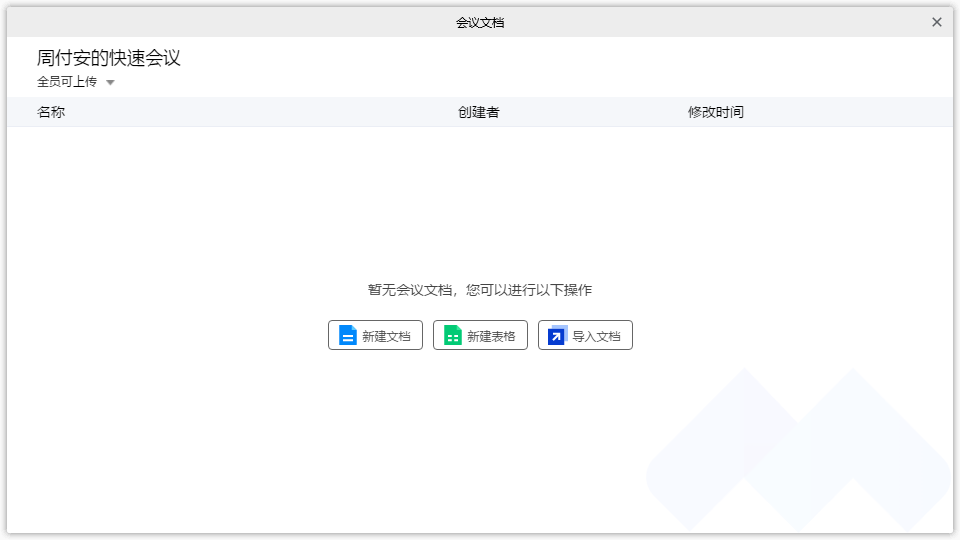 会议文档
周付安的快速会议
全员可上传
名称 创建者 修改时间
暂无会议文档，您可以进行以下操作
新建文档 新建表格 导入文档